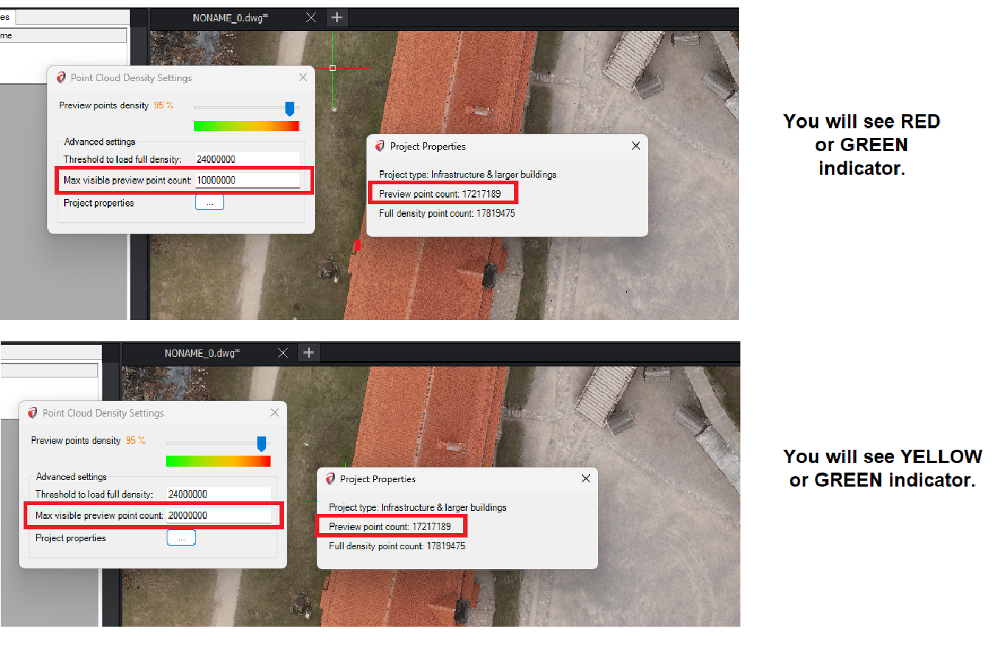 es
NONAME_0.dwg*
me
Point Cloud Density Settings
Preview points density 95 %
Advanced settings
Threshold to load full density: 24000000
Max visible preview point count: 10000000
Project properties ...
Project Properties
Project type: Infrastructure & larger buildings
Preview point count: 17217189
Full density point count: 17819475
You will see RED
or GREEN
indicator.
NONAME_0.dwg*
Point Cloud Density Settings
Preview points density 95 %
Advanced settings
Threshold to load full density: 24000000
Max visible preview point count: 20000000
Project properties ...
Project Properties
Project type: Infrastructure & larger buildings
Preview point count: 17217189
Full density point count: 17819475
You will see YELLOW
or GREEN indicator.